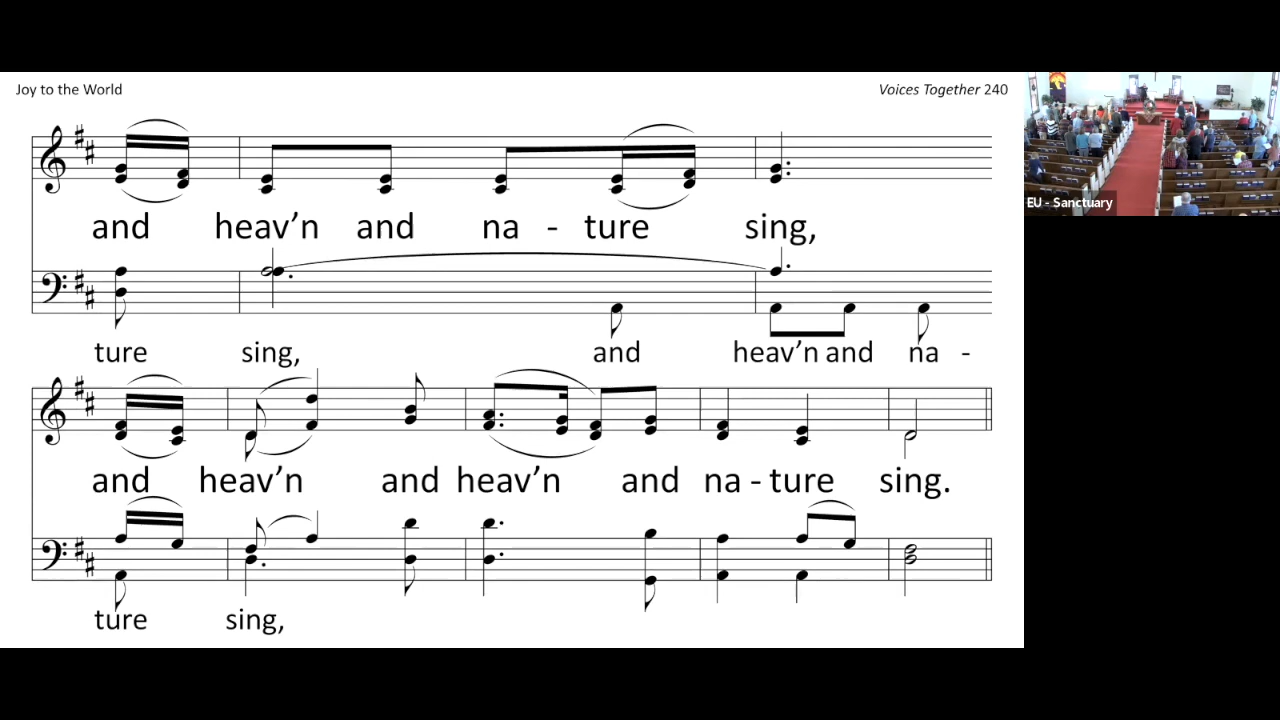 Joy to the World
Voices Together 240
EU - Sanctuary
and heav’n and na - ture sing,
ture sing, and heav’n and na -
and heav’n and heav’n and na - ture sing.
ture sing,